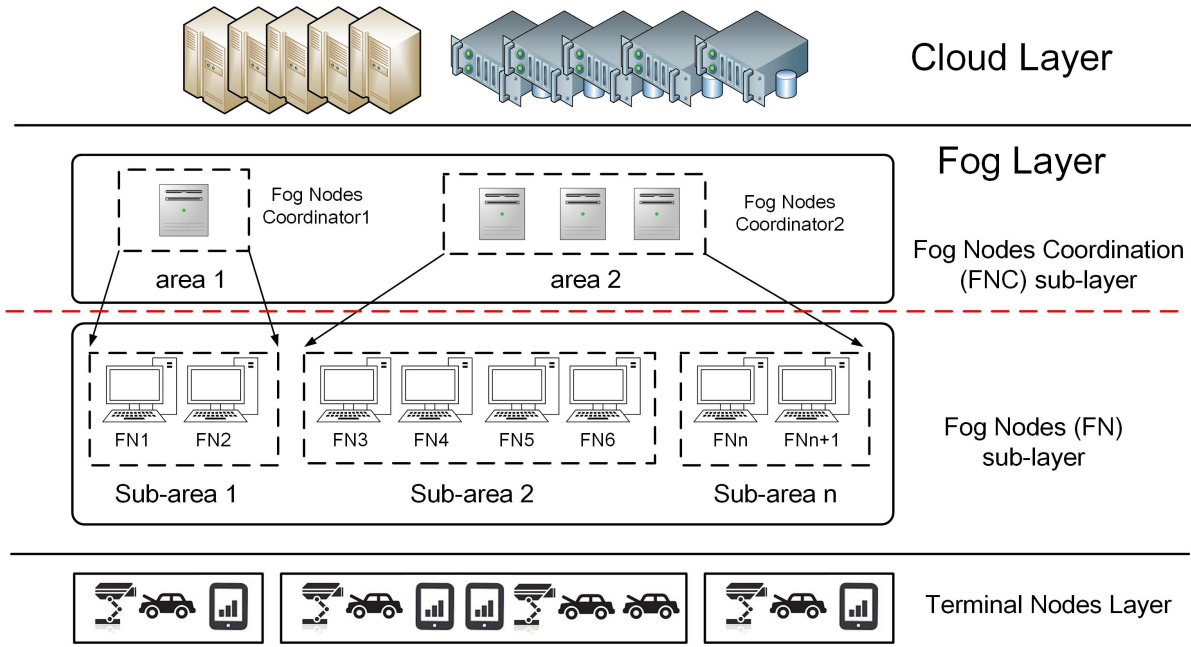 Cloud Layer
Fog Layer
Fog Nodes
Coordinator1
Fog Nodes
Coordinator2
area 1
area 2
Fog Nodes Coordination
(FNC) sub-layer
FN1
FN2
FN3
FN4
FN5
FN6
FNn
FNn+1
Sub-area 1
Sub-area 2
Sub-area n
Fog Nodes (FN)
sub-layer
Terminal Nodes Layer